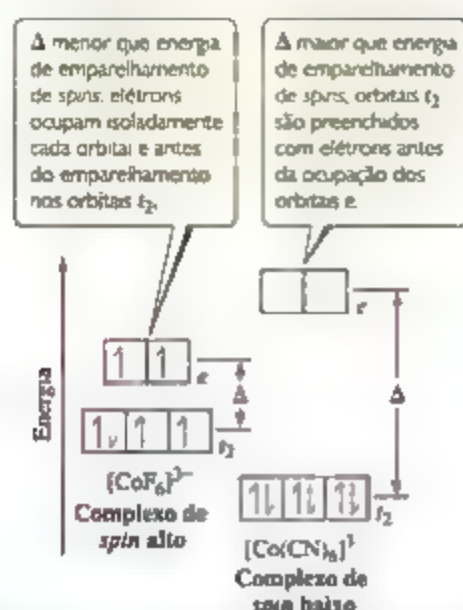 Δ menor que energia
de emparelhamento
de spins, elétrons
ocupam isoladamente
cada orbital e antes
do emparelhamento
nos orbitais t₂.
Δ maior que energia
de emparelhamento
de spins, orbitais t₂
são preenchidos
com elétrons antes
da ocupação dos
orbitais e.
Energia
e
Δ
t₂
[CoF₆]³⁻
Complexo de
spin alto
e
Δ
t₂
[Co(CN)₆]³
Complexo de
spin baixo